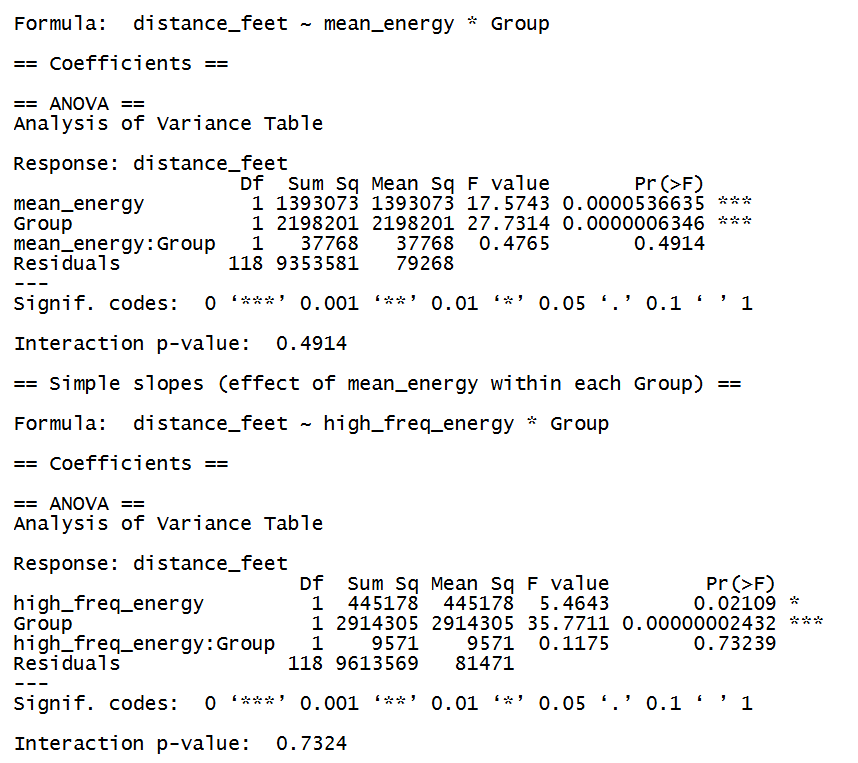 Formula:  distance_feet ~ mean_energy * Group
== Coefficients ==
== ANOVA ==
Analysis of Variance Table
Response: distance_feet
                   Df  Sum Sq Mean Sq F value       Pr(>F)
mean_energy         1 1393073 1393073 17.5743 0.0000536635 ***
Group               1 2198201 2198201 27.7314 0.0000006346 ***
mean_energy:Group   1   37768   37768  0.4765       0.4914
Residuals         118 9353581   79268
---
Signif. codes:  0 ‘***’ 0.001 ‘**’ 0.01 ‘*’ 0.05 ‘.’ 0.1 ‘ ’ 1
Interaction p-value:  0.4914
== Simple slopes (effect of mean_energy within each Group) ==
Formula:  distance_feet ~ high_freq_energy * Group
== Coefficients ==
== ANOVA ==
Analysis of Variance Table
Response: distance_feet
                        Df  Sum Sq Mean Sq F value        Pr(>F)
high_freq_energy         1  445178  445178  5.4643       0.02109 *
Group                    1 2914305 2914305 35.7711 0.00000002432 ***
high_freq_energy:Group   1    9571    9571  0.1175       0.73239
Residuals              118 9613569   81471
---
Signif. codes:  0 ‘***’ 0.001 ‘**’ 0.01 ‘*’ 0.05 ‘.’ 0.1 ‘ ’ 1
Interaction p-value:  0.7324